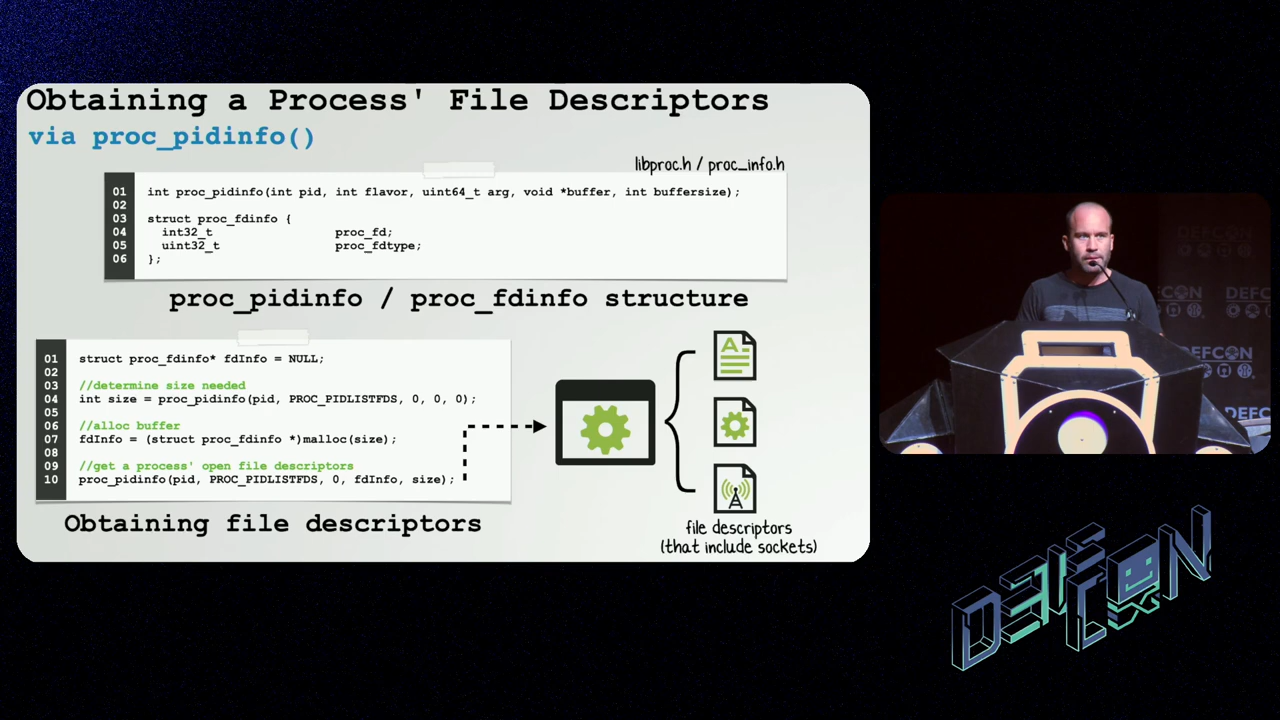 Obtaining a Process' File Descriptors
via proc_pidinfo()
libproc.h / proc_info.h
01 int proc_pidinfo(int pid, int flavor, uint64_t arg, void *buffer, int buffersize);
02
03 struct proc_fdinfo {
04 int32_t proc_fd;
05 uint32_t proc_fdtype;
06 };
proc_pidinfo / proc_fdinfo structure
01 struct proc_fdinfo* fdInfo = NULL;
02
03 //determine size needed
04 int size = proc_pidinfo(pid, PROC_PIDLISTFDS, 0, 0, 0);
05
06 //alloc buffer
07 fdInfo = (struct proc_fdinfo *)malloc(size);
08
09 //get a process' open file descriptors
10 proc_pidinfo(pid, PROC_PIDLISTFDS, 0, fdInfo, size);
Obtaining file descriptors
A
A
file descriptors
(that include sockets)
DEFCON
DEFCON
DEFCON